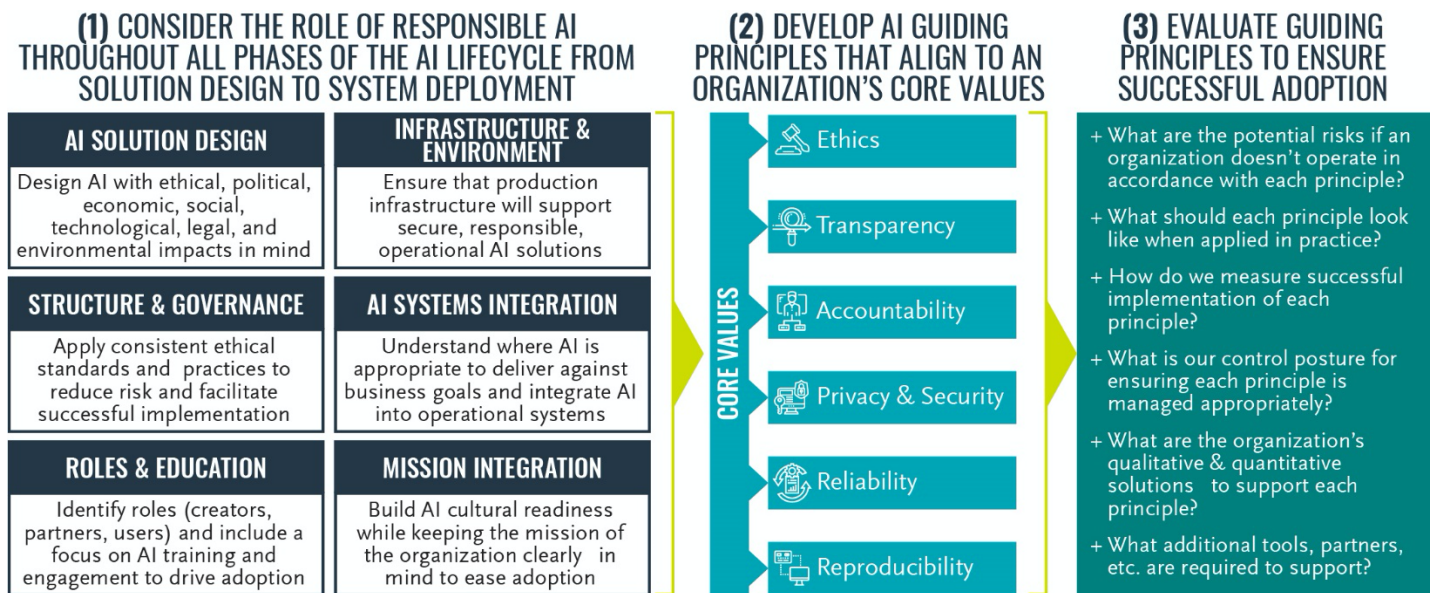 (1) CONSIDER THE ROLE OF RESPONSIBLE AI
THROUGHOUT ALL PHASES OF THE AI LIFECYCLE FROM
SOLUTION DESIGN TO SYSTEM DEPLOYMENT
AI SOLUTION DESIGN
Design AI with ethical, political,
economic, social,
technological, legal, and
environmental impacts in mind
INFRASTRUCTURE &
ENVIRONMENT
Ensure that production
infrastructure will support
secure, responsible,
operational AI solutions
STRUCTURE & GOVERNANCE
Apply consistent ethical
standards and practices to
reduce risk and facilitate
successful implementation
AI SYSTEMS INTEGRATION
Understand where AI is
appropriate to deliver against
business goals and integrate AI
into operational systems
ROLES & EDUCATION
Identify roles (creators,
partners, users) and include a
focus on AI training and
engagement to drive adoption
MISSION INTEGRATION
Build AI cultural readiness
while keeping the mission of
the organization clearly in
mind to ease adoption
(2) DEVELOP AI GUIDING
PRINCIPLES THAT ALIGN TO AN
ORGANIZATION'S CORE VALUES
CORE VALUES
Ethics
Transparency
Accountability
Privacy & Security
Reliability
Reproducibility
(3) EVALUATE GUIDING
PRINCIPLES TO ENSURE
SUCCESSFUL ADOPTION
+ What are the potential risks if an
organization doesn't operate in
accordance with each principle?
+ What should each principle look
like when applied in practice?
+ How do we measure successful
implementation of each
principle?
+ What is our control posture for
ensuring each principle is
managed appropriately?
+ What are the organization's
qualitative & quantitative
solutions to support each
principle?
+ What additional tools, partners,
etc. are required to support?